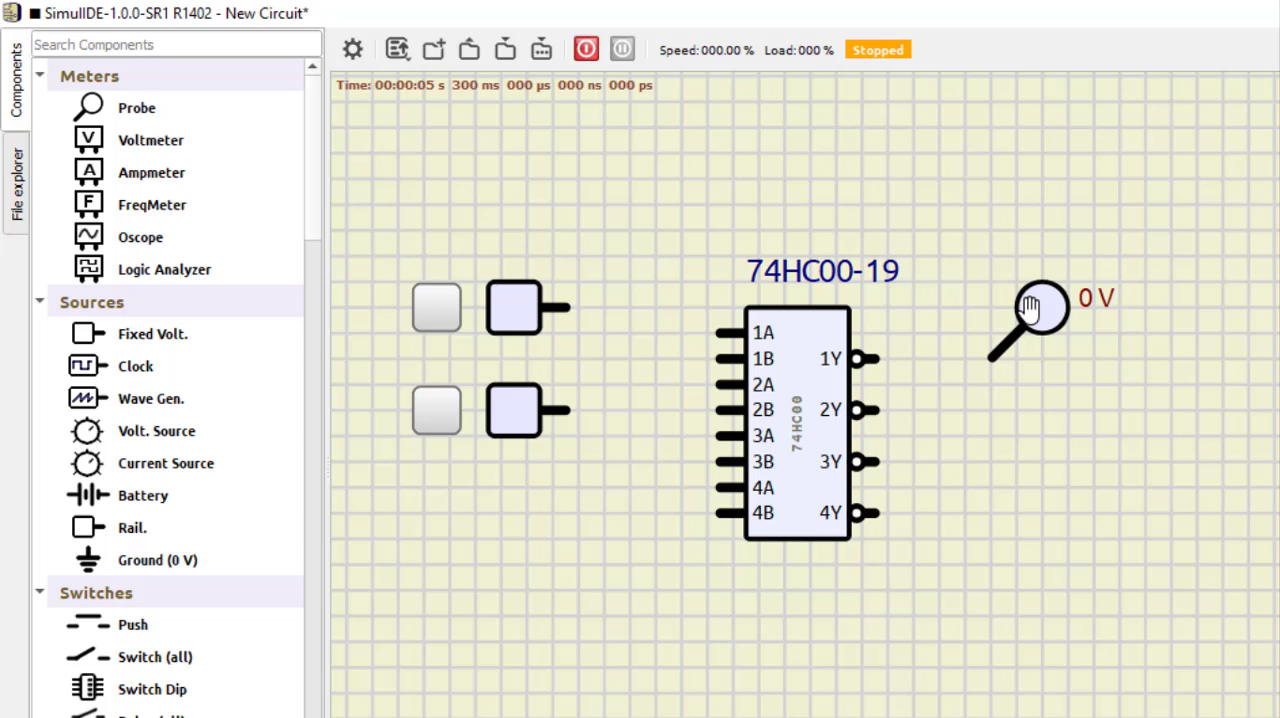 SimulIDE-1.0.0-SR1 R1402 - New Circuit*
Components
File explorer
Search Components
Meters
Probe
V Voltmeter
A Ampmeter
F FreqMeter
Oscope
Logic Analyzer
Sources
Fixed Volt.
Clock
Wave Gen.
Volt. Source
Current Source
Battery
Rail.
Ground (0 V)
Switches
Push
Switch (all)
Switch Dip
Speed: 000.00 % Load: 000 % Stopped
Time: 00:00:05 s 300 ms 000 µs 000 ns 000 ps
74HC00-19
0 V
1A
1B 1Y
2A
2B 2Y
3A
3B 3Y
4A
4B 4Y
74HC00